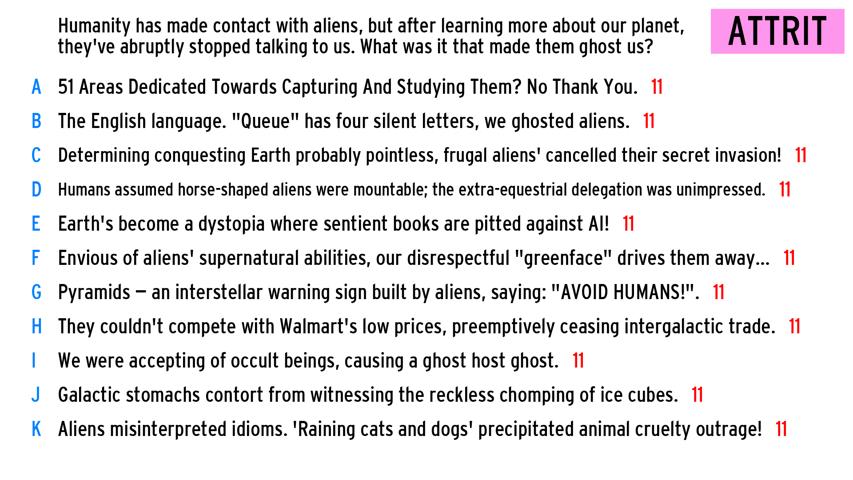 Humanity has made contact with aliens, but after learning more about our planet,
they've abruptly stopped talking to us. What was it that made them ghost us?
ATTRIT
A 51 Areas Dedicated Towards Capturing And Studying Them? No Thank You. 11
B The English language. "Queue" has four silent letters, we ghosted aliens. 11
C Determining conquesting Earth probably pointless, frugal aliens' cancelled their secret invasion! 11
D Humans assumed horse-shaped aliens were mountable; the extra-equestrial delegation was unimpressed. 11
E Earth's become a dystopia where sentient books are pitted against AI! 11
F Envious of aliens' supernatural abilities, our disrespectful "greenface" drives them away... 11
G Pyramids – an interstellar warning sign built by aliens, saying: "AVOID HUMANS!". 11
H They couldn't compete with Walmart's low prices, preemptively ceasing intergalactic trade. 11
I We were accepting of occult beings, causing a ghost host ghost. 11
J Galactic stomachs contort from witnessing the reckless chomping of ice cubes. 11
K Aliens misinterpreted idioms. 'Raining cats and dogs' precipitated animal cruelty outrage! 11